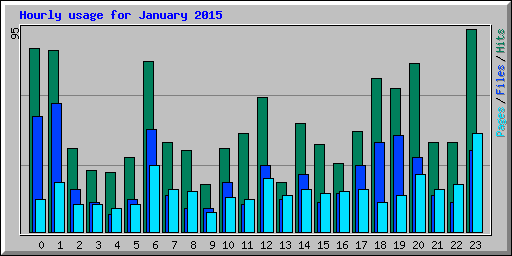 Hourly usage for January 2015
95
Pages / Files / Hits
0 1 2 3 4 5 6 7 8 9 10 11 12 13 14 15 16 17 18 19 20 21 22 23